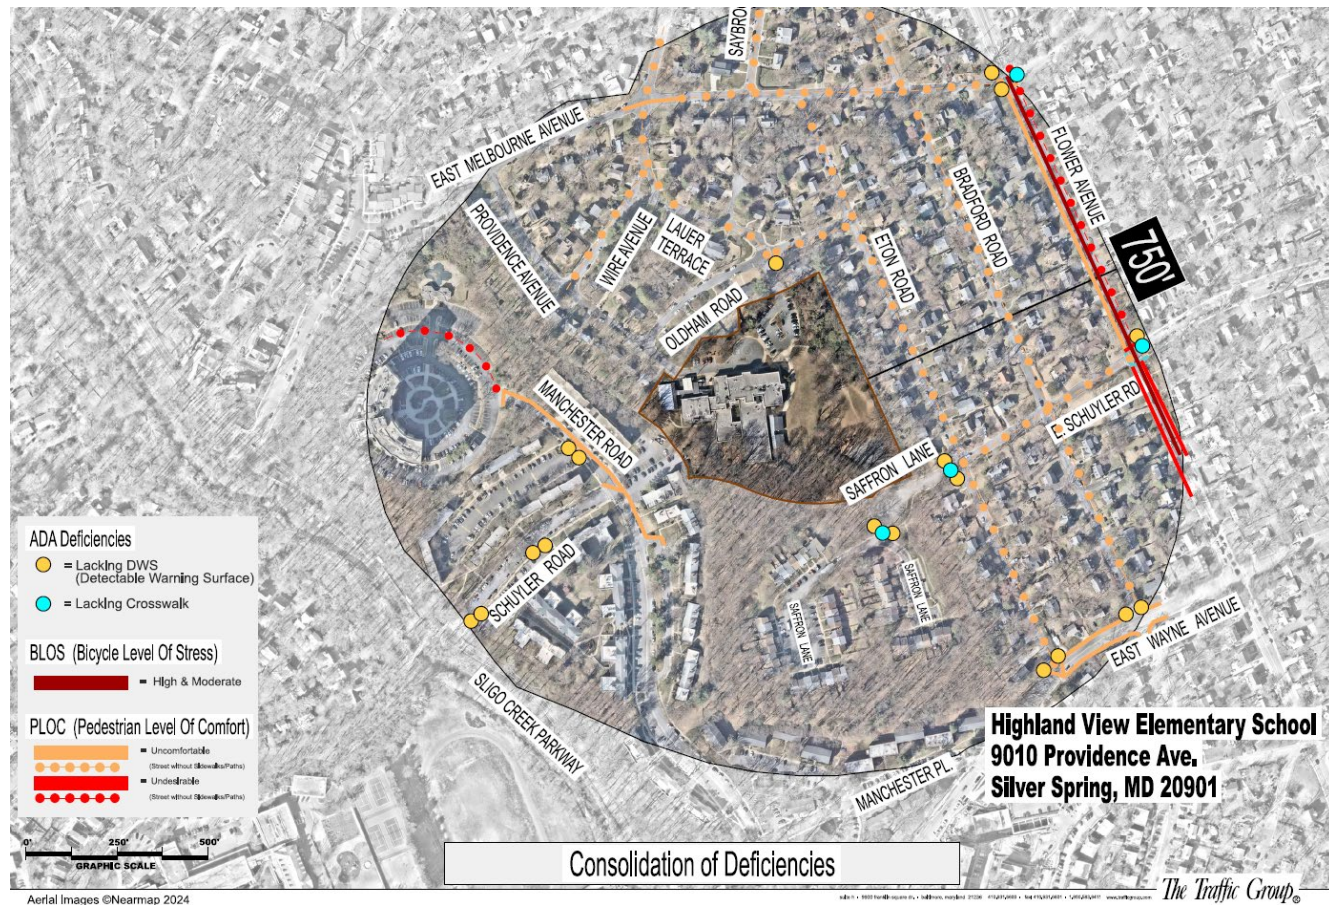 SAYBRO
EAST MELBOURNE AVENUE
FLOWER AVENUE
PROVIDENCE AVENUE
WIRE AVENUE
LAUER
TERRACE
BRADFORD ROAD
ETON ROAD
750'
OLDHAM ROAD
MANCHESTER ROAD
E. SCHUYLER RD
SAFFRON LANE
SCHUYLER ROAD
SAFFRON LANE
SAFFRON LANE
EAST WAYNE AVENUE
SLIGO CREEK PARKWAY
MANCHESTER PL.
ADA Deficiencies
= Lacking DWS
(Detectable Warning Surface)
= Lacking Crosswalk
BLOS (Bicycle Level Of Stress)
= High & Moderate
PLOC (Pedestrian Level Of Comfort)
= Uncomfortable
(Street without Sidewalks/Paths)
= Undesirable
(Street without Sidewalks/Paths)
0' 250' 500'
GRAPHIC SCALE
Highland View Elementary School
9010 Providence Ave.
Silver Spring, MD 20901
Consolidation of Deficiencies
Aerial Images ©Nearmap 2024
The Traffic Group®